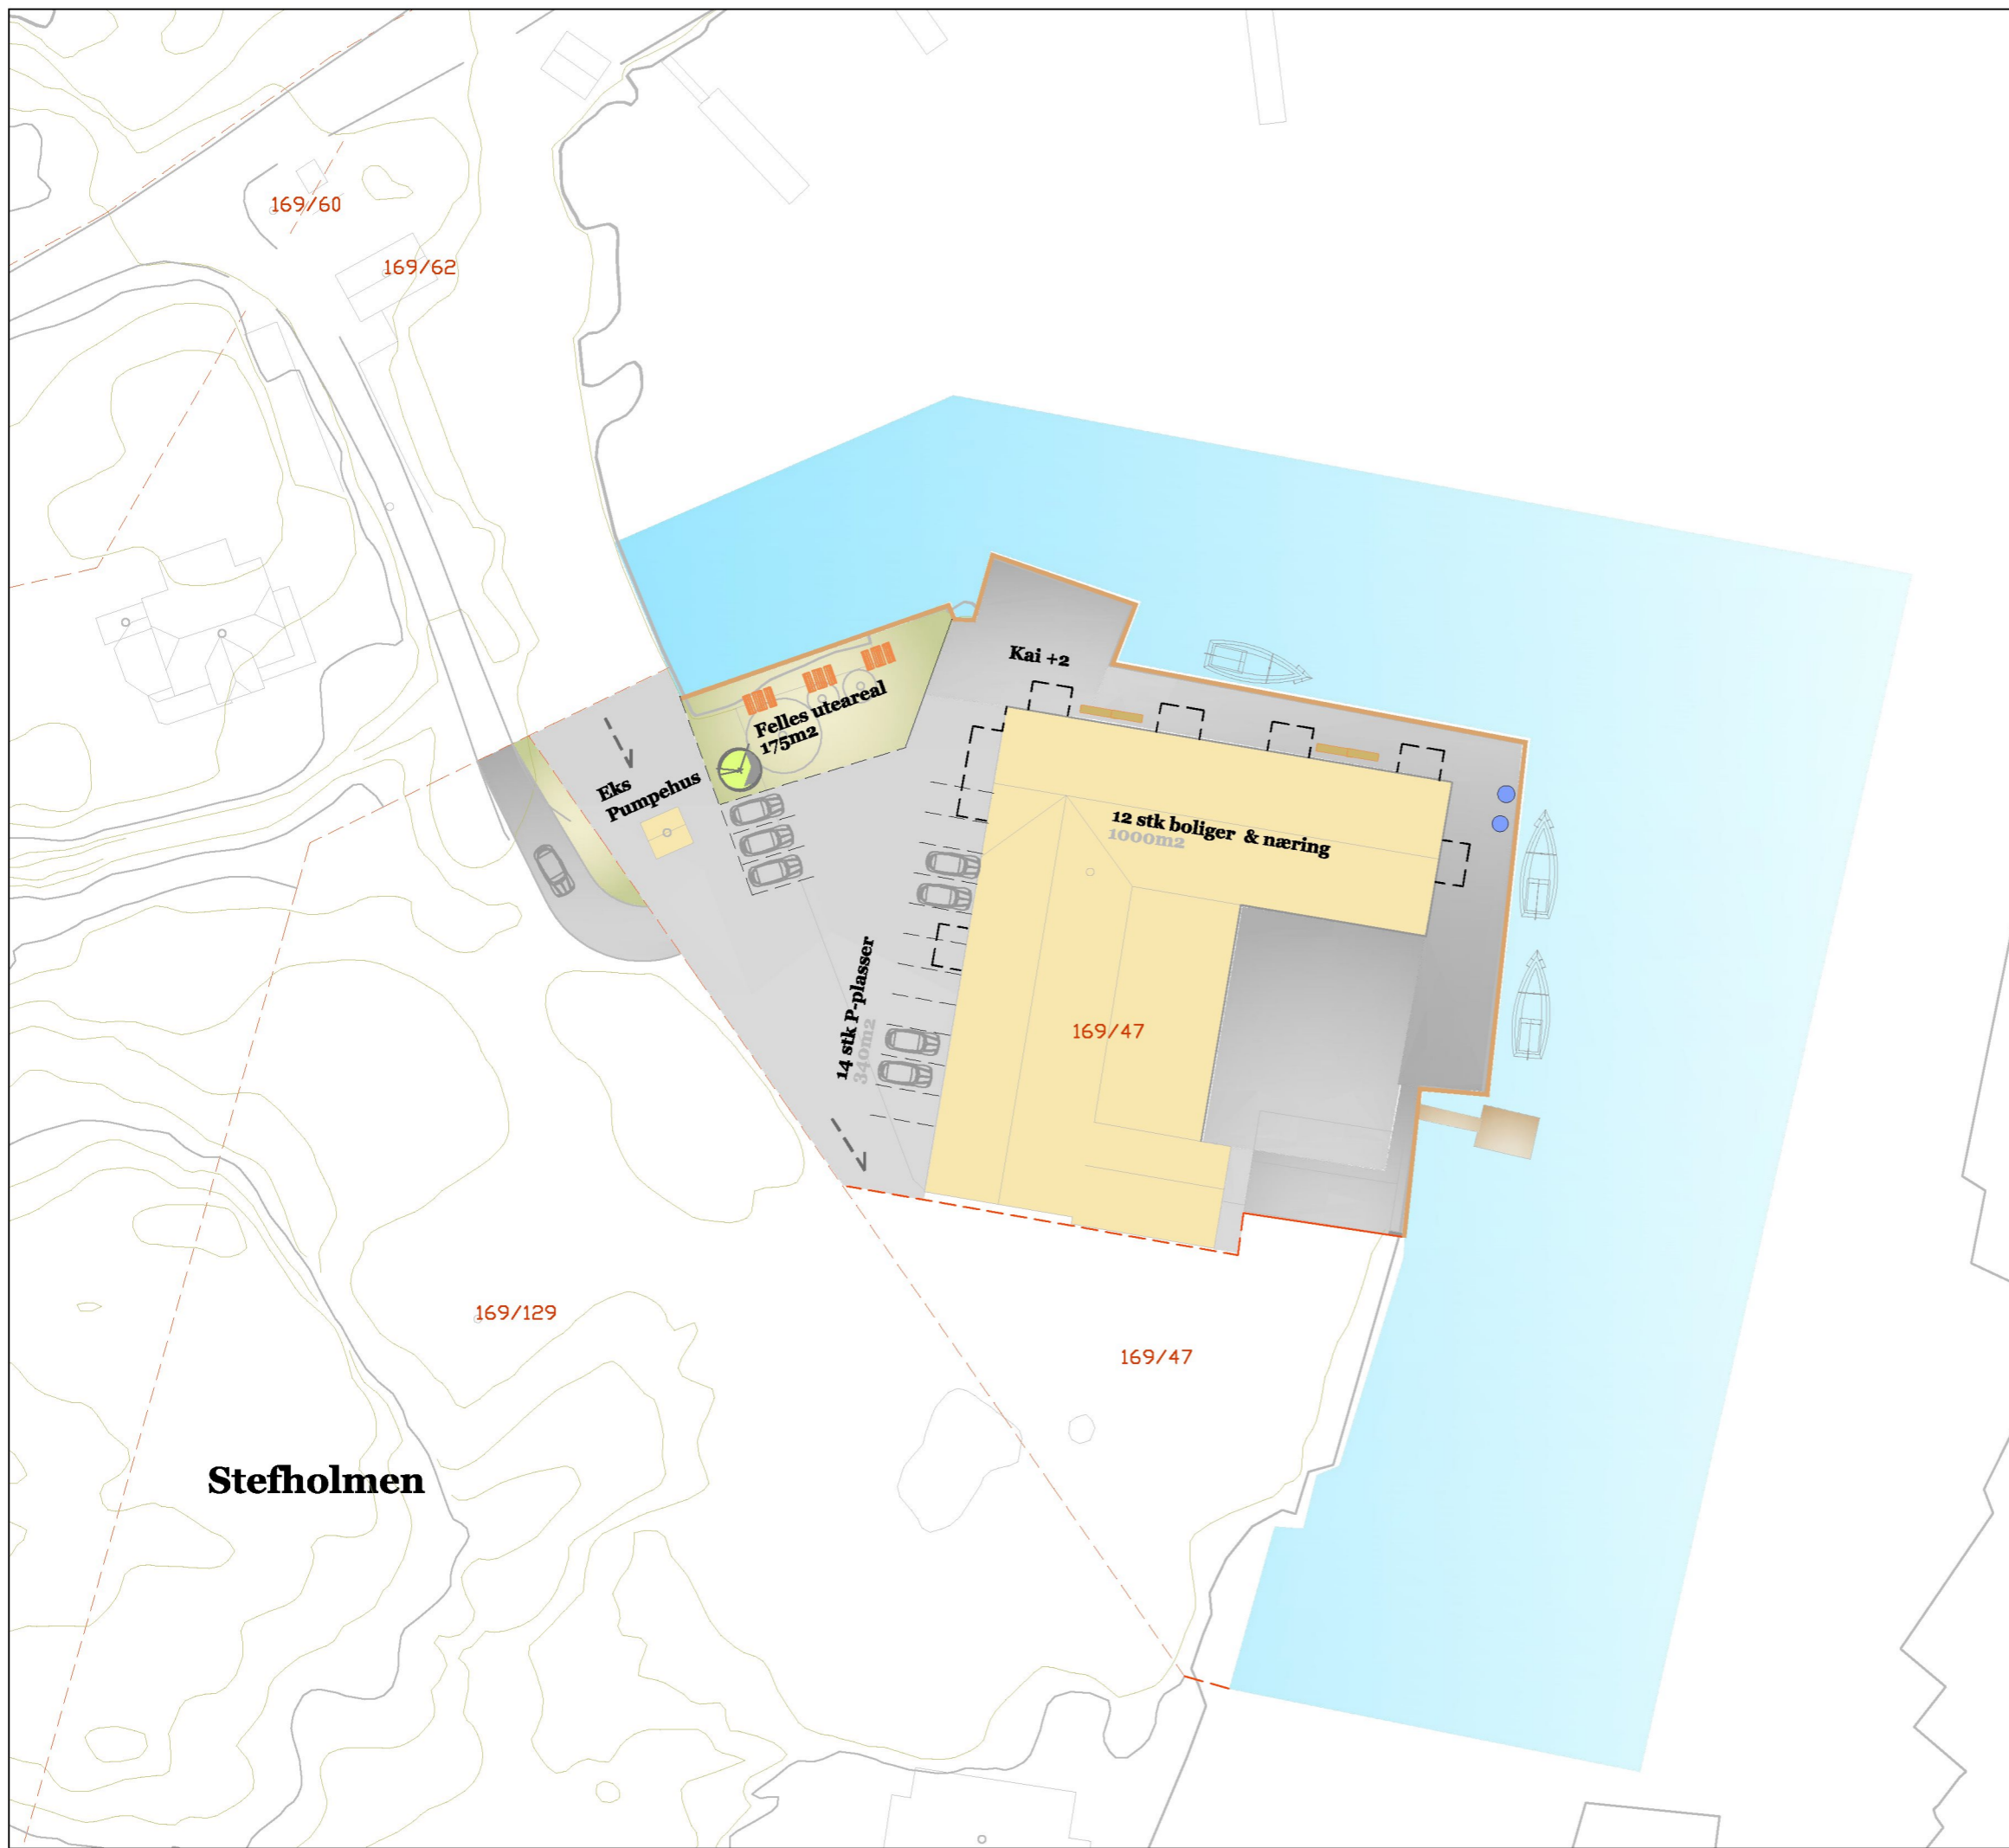 169/60
169/62
Kai +2
Felles uteareal
175m2
Eks
Pumpehus
12 stk boliger & næring
1000m2
14 stk P-plasser
340m2
169/47
169/129
169/47
Stefholmen